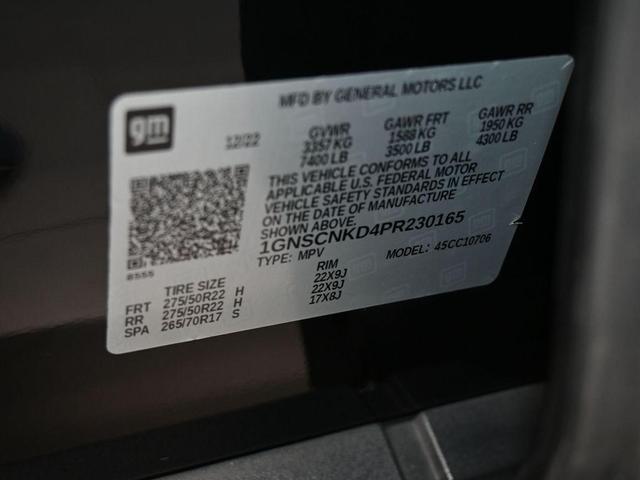 MFD BY GENERAL MOTORS LLC
gm
12/22
GVWR GAWR FRT GAWR RR
3357 KG 1588 KG 1950 KG
7400 LB 3500 LB 4300 LB
THIS VEHICLE CONFORMS TO ALL
APPLICABLE U.S. FEDERAL MOTOR
VEHICLE SAFETY STANDARDS IN EFFECT
ON THE DATE OF MANUFACTURE
SHOWN ABOVE.
1GNSCNKD4PR230165
TYPE: MPV MODEL: 45CC10706
8555
TIRE SIZE RIM
FRT 275/50R22 H 22X9J
RR 275/50R22 H 22X9J
SPA 265/70R17 S 17X8J